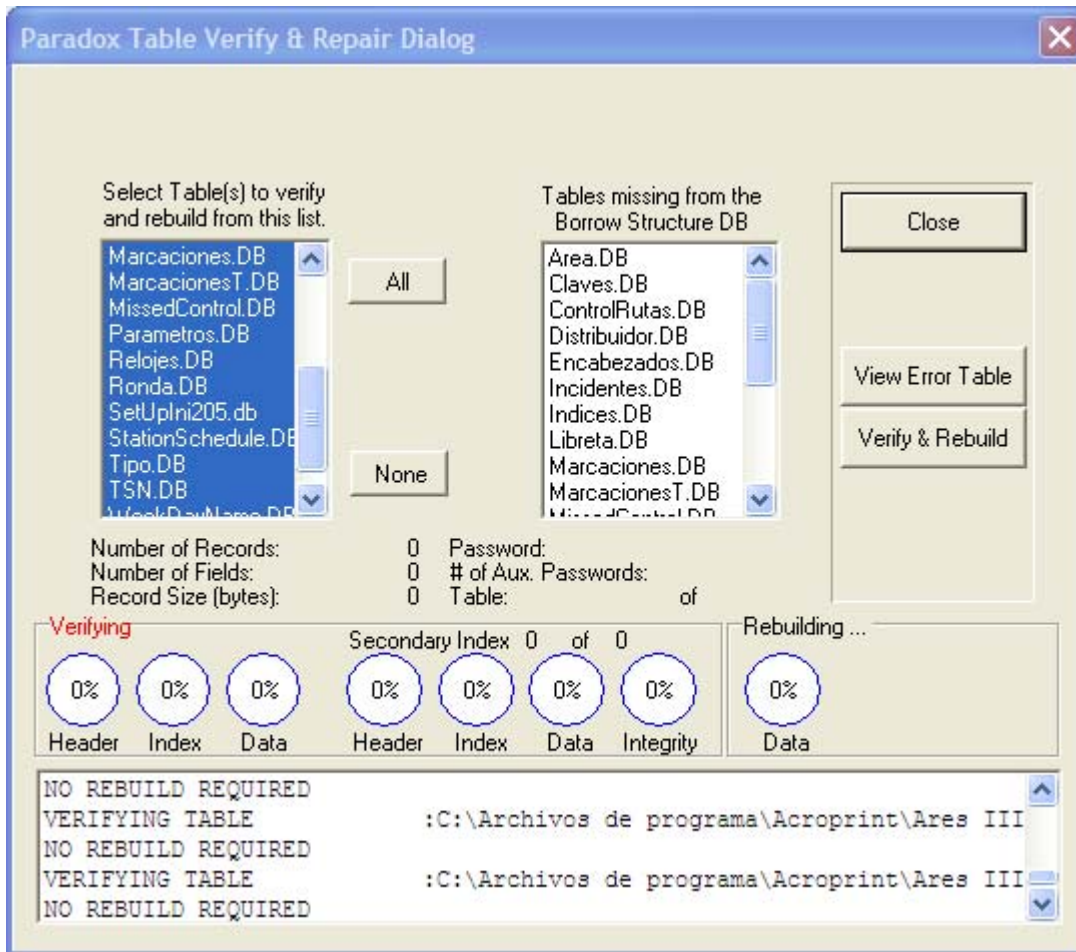 Paradox Table Verify & Repair Dialog
Select Table(s) to verify
and rebuild from this list.
Marcaciones.DB
MarcacionesT.DB
MissedControl.DB
Parametros.DB
Relojes.DB
Ronda.DB
SetUpIni205.db
StationSchedule.DB
Tipo.DB
TSN.DB
WeekDayName.DB
All
None
Tables missing from the
Borrow Structure DB
Area.DB
Claves.DB
ControlRutas.DB
Distribuidor.DB
Encabezados.DB
Incidentes.DB
Indices.DB
Libreta.DB
Marcaciones.DB
MarcacionesT.DB
MissedControl.DB
Close
View Error Table
Verify & Rebuild
Number of Records: 0 Password:
Number of Fields: 0 # of Aux. Passwords:
Record Size (bytes): 0 Table: of
Verifying
Secondary Index 0 of 0
Rebuilding ...
0% 0% 0% 0% 0% 0% 0% 0%
Header Index Data Header Index Data Integrity Data
NO REBUILD REQUIRED
VERIFYING TABLE :C:\Archivos de programa\Acroprint\Ares III
NO REBUILD REQUIRED
VERIFYING TABLE :C:\Archivos de programa\Acroprint\Ares III
NO REBUILD REQUIRED